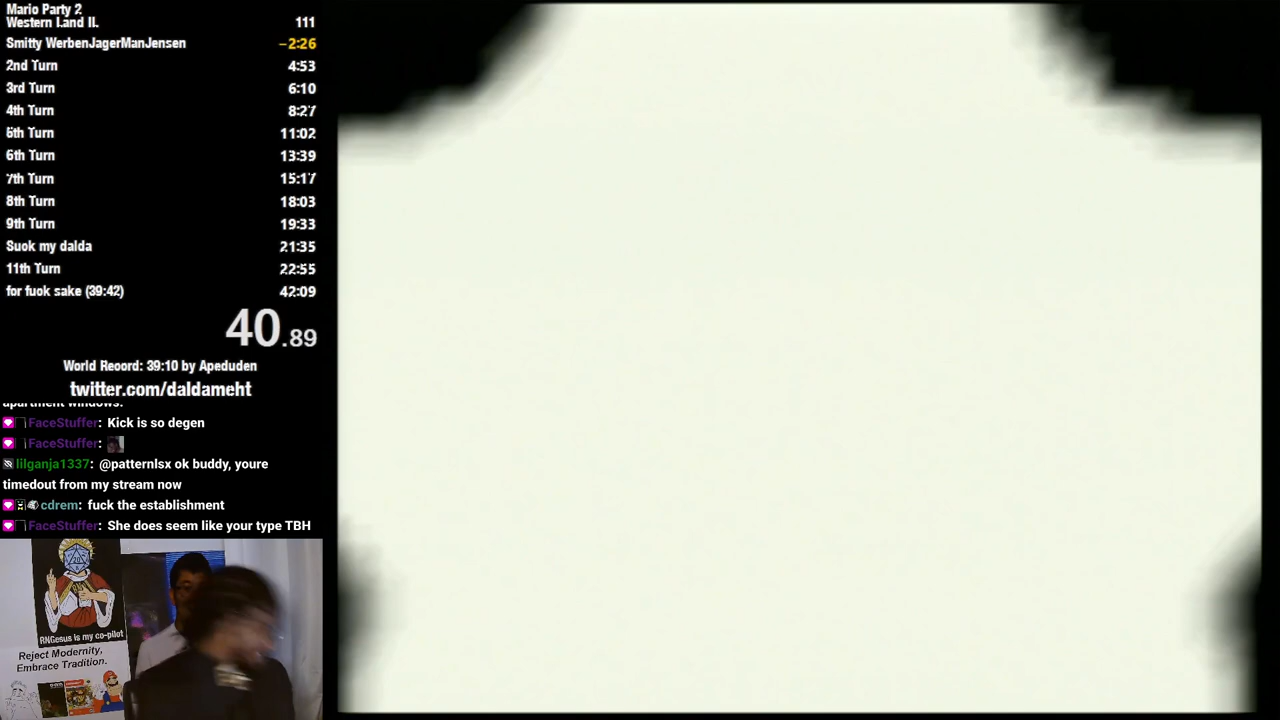 Mario Party 2
Western Land II. 111
Smitty WerbenJagerManJensen −2:26
2nd Turn 4:53
3rd Turn 6:10
4th Turn 8:27
5th Turn 11:02
6th Turn 13:39
7th Turn 15:17
8th Turn 18:03
9th Turn 19:33
Suok my dalda 21:35
11th Turn 22:55
for fuok sake (39:42) 42:09
40.89
World Reoord: 39:10 by Apeduden
twitter.com/daldameht
apartment windows.
FaceStuffer: Kick is so degen
FaceStuffer:
lilganja1337: @patternlsx ok buddy, youre
timedout from my stream now
cdrem: fuck the establishment
FaceStuffer: She does seem like your type TBH
RNGesus is my co-pilot
Reject Modernity,
Embrace Tradition.